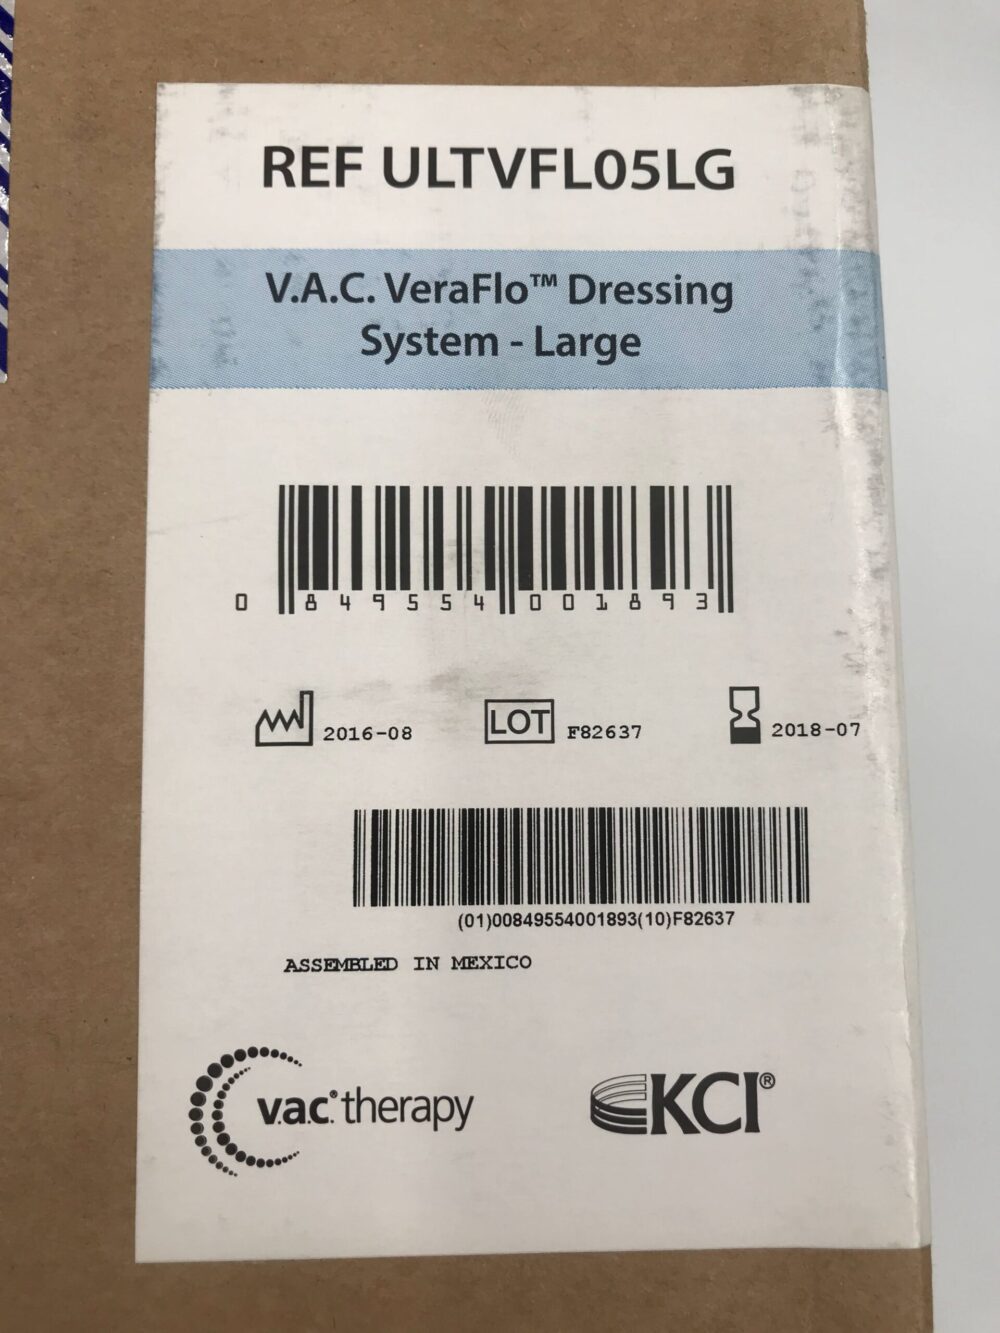 REF ULTVFL05LG
V.A.C. VeraFlo™ Dressing
System - Large
0 849554 001893
2016-08
LOT F82637
2018-07
(01)00849554001893(10)F82637
ASSEMBLED IN MEXICO
v.a.c.® therapy
KCI®